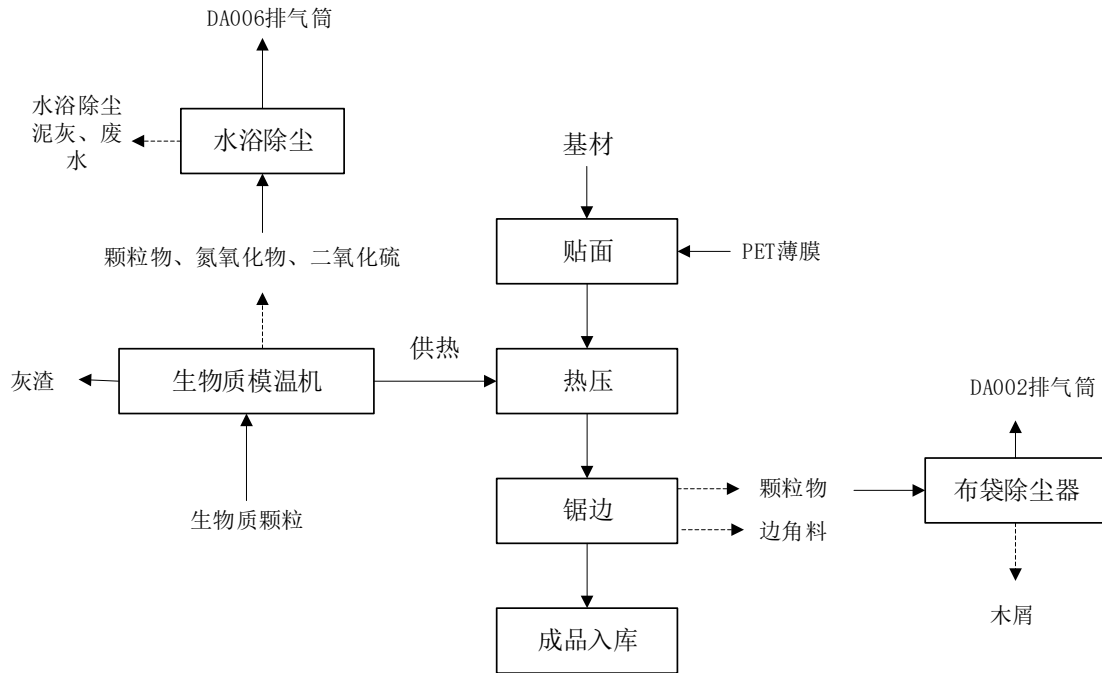 DA006排气筒
水浴除尘
泥灰、废
水
水浴除尘
基材
贴面
PET薄膜
颗粒物、氮氧化物、二氧化硫
供热
灰渣
生物质模温机
热压
DA002排气筒
生物质颗粒
锯边
颗粒物
边角料
布袋除尘器
木屑
成品入库